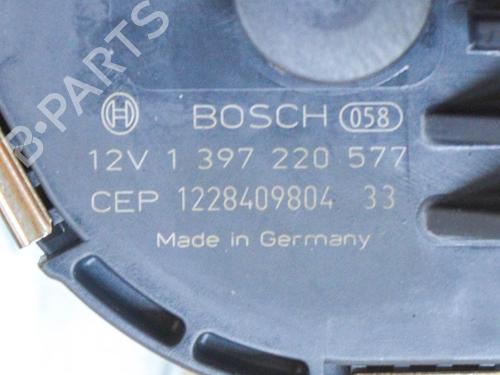 B-PARTS
BOSCH 058
12V 1 397 220 577
CEP 1228409804 33
Made in Germany